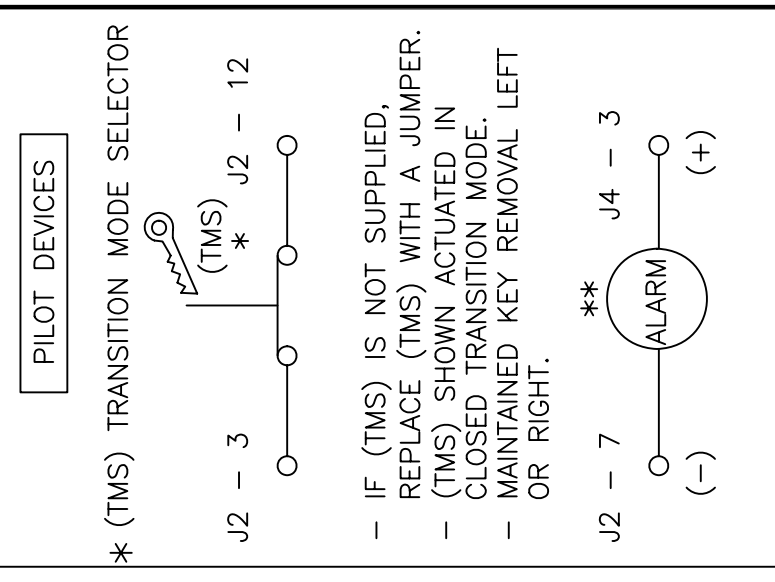 PILOT DEVICES
* (TMS) TRANSITION MODE SELECTOR
J2 - 3
(TMS)
*
J2 - 12
- IF (TMS) IS NOT SUPPLIED,
REPLACE (TMS) WITH A JUMPER.
- (TMS) SHOWN ACTUATED IN
CLOSED TRANSITION MODE.
- MAINTAINED KEY REMOVAL LEFT
OR RIGHT.
**
J2 - 7
ALARM
J4 - 3
(-)
(+)